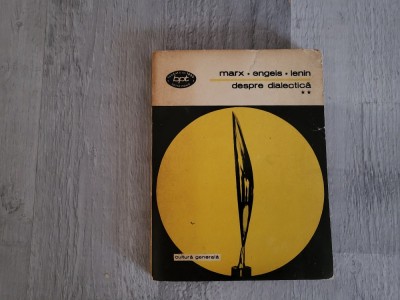 bpt
marx • engels • lenin
despre dialectică
**
cultură generală